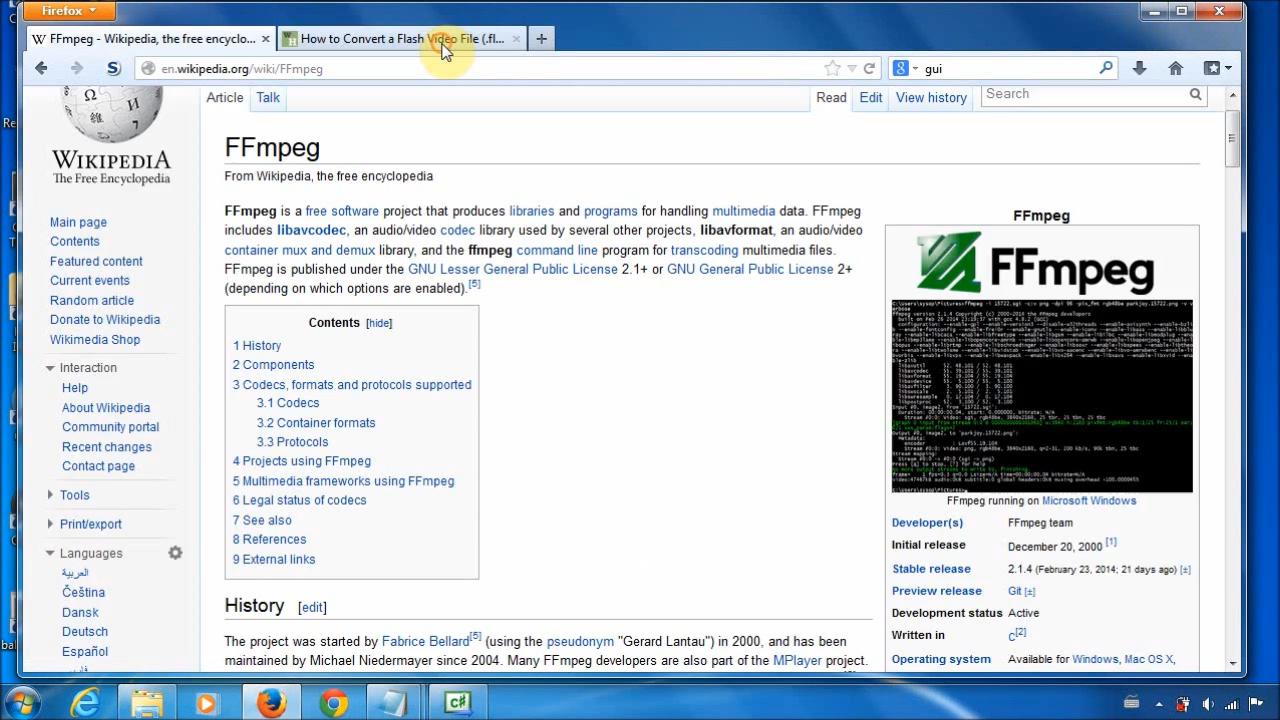 Firefox
FFmpeg - Wikipedia, the free encyclo...
How to Convert a Flash Video File (.fl...
en.wikipedia.org/wiki/FFmpeg
gui
WIKIPEDIA
The Free Encyclopedia
Main page
Contents
Featured content
Current events
Random article
Donate to Wikipedia
Wikimedia Shop
Interaction
Help
About Wikipedia
Community portal
Recent changes
Contact page
Tools
Print/export
Languages
العربية
Čeština
Dansk
Deutsch
Español
Article Talk
Read Edit View history
Search
FFmpeg
From Wikipedia, the free encyclopedia
FFmpeg is a free software project that produces libraries and programs for handling multimedia data. FFmpeg
includes libavcodec, an audio/video codec library used by several other projects, libavformat, an audio/video
container mux and demux library, and the ffmpeg command line program for transcoding multimedia files.
FFmpeg is published under the GNU Lesser General Public License 2.1+ or GNU General Public License 2+
(depending on which options are enabled).[5]
Contents [hide]
1 History
2 Components
3 Codecs, formats and protocols supported
3.1 Codecs
3.2 Container formats
3.3 Protocols
4 Projects using FFmpeg
5 Multimedia frameworks using FFmpeg
6 Legal status of codecs
7 See also
8 References
9 External links
History [edit]
The project was started by Fabrice Bellard[5] (using the pseudonym "Gerard Lantau") in 2000, and has been
maintained by Michael Niedermayer since 2004. Many FFmpeg developers are also part of the MPlayer project.
FFmpeg
FFmpeg
FFmpeg running on Microsoft Windows
Developer(s) FFmpeg team
Initial release December 20, 2000 [1]
Stable release 2.1.4 (February 23, 2014; 21 days ago) [±]
Preview release Git [±]
Development status Active
Written in C[2]
Operating system Available for Windows, Mac OS X,